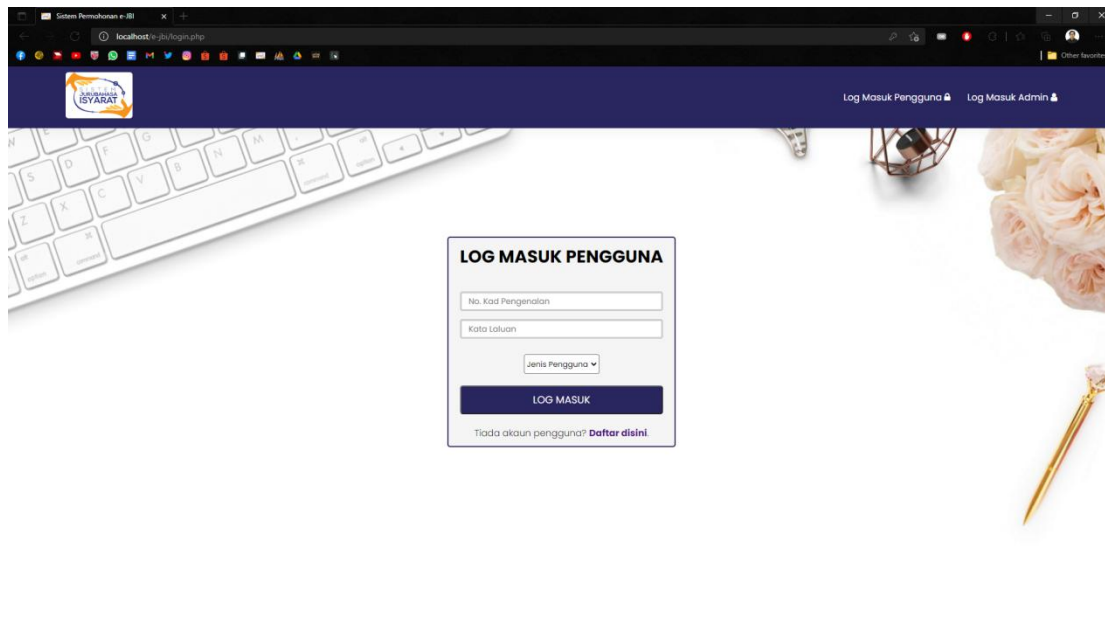 Sistem Permohonan e-JBI
localhost/e-jbi/login.php
Other favorites
SISTEM
JURUBAHASA
ISYARAT
Log Masuk Pengguna
Log Masuk Admin
LOG MASUK PENGGUNA
No. Kad Pengenalan
Kata Laluan
Jenis Pengguna
LOG MASUK
Tiada akaun pengguna? Daftar disini.